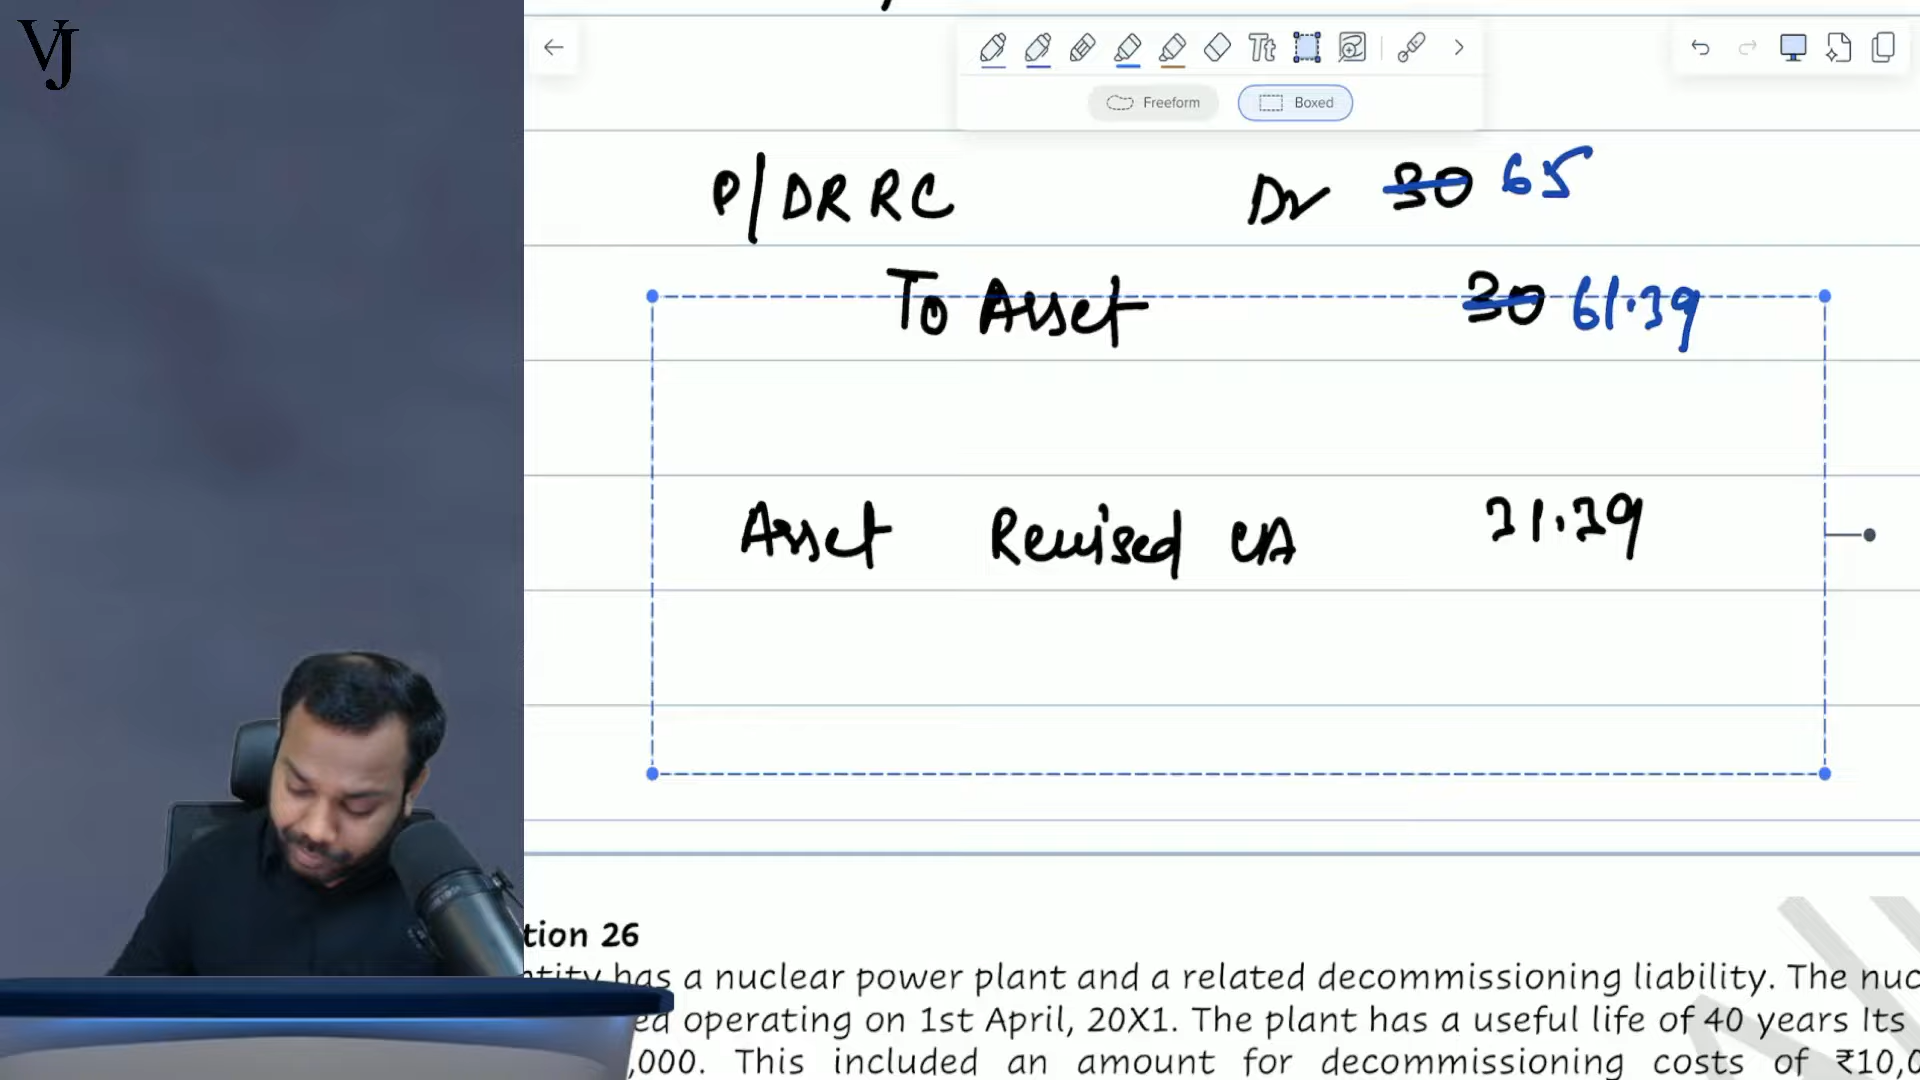 VJ
Freeform Boxed
P/DRRC Dr 30 65
To Asset 30 61.39
Asset Revised CA 31.39
tion 26
ntity has a nuclear power plant and a related decommissioning liability. The nuc
ed operating on 1st April, 20X1. The plant has a useful life of 40 years Its
,000. This included an amount for decommissioning costs of ₹10,0